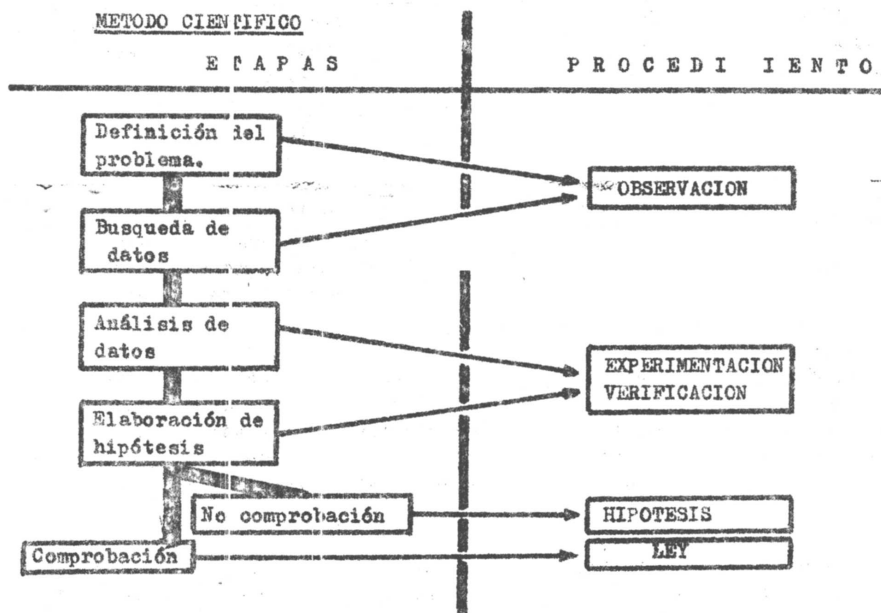 METODO CIENTIFICO
E T A P A S
P R O C E D I   I E N T O
Definición del
problema.
OBSERVACION
Busqueda de
datos
Análisis de
datos
EXPERIMENTACION
VERIFICACION
Elaboración de
hipótesis
No comprobación
HIPOTESIS
Comprobación
LEY